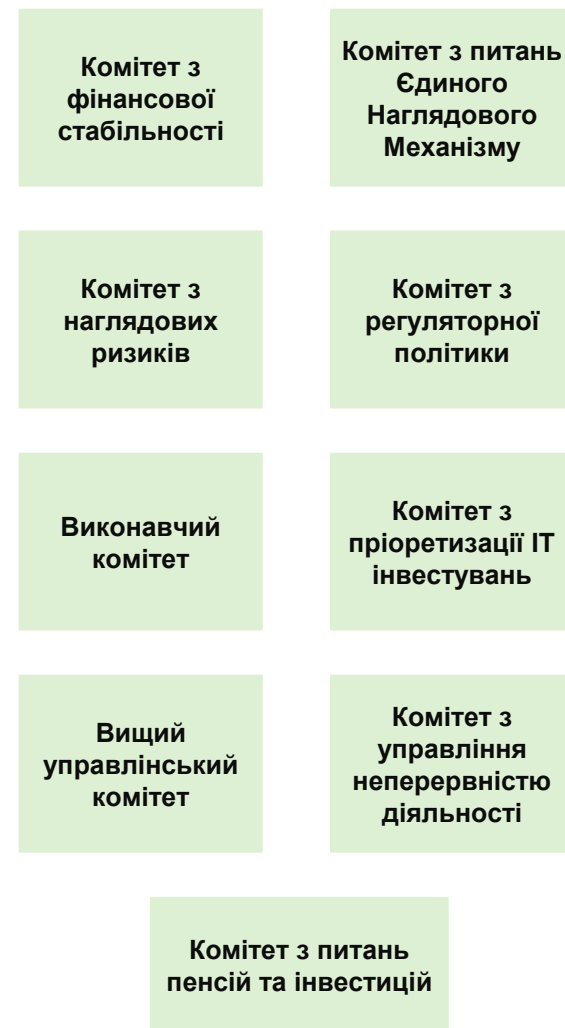 Комітет з
фінансової
стабільності
Комітет з питань
Єдиного
Наглядового
Механізму
Комітет з
наглядових
ризиків
Комітет з
регуляторної
політики
Виконавчий
комітет
Комітет з
пріоретизації ІТ
інвестувань
Вищий
управлінський
комітет
Комітет з
управління
неперервністю
діяльності
Комітет з питань
пенсій та інвестицій